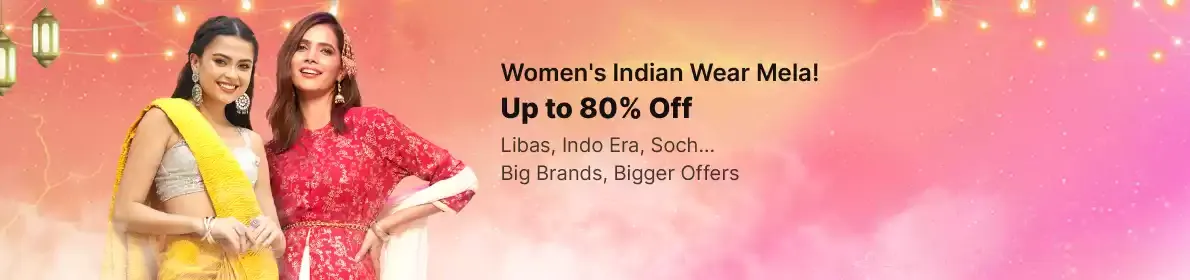 Women's Indian Wear Mela!
Up to 80% Off
Libas, Indo Era, Soch...
Big Brands, Bigger Offers